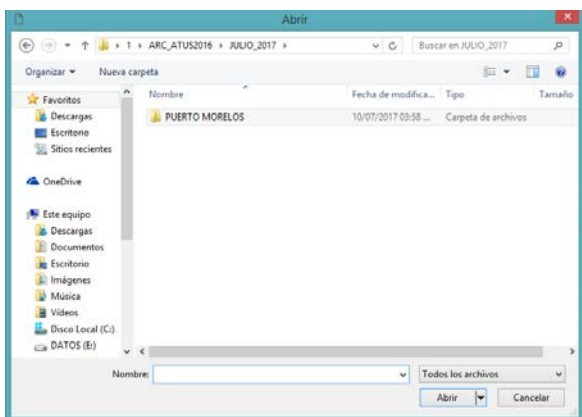 Abrir
1 ▸ ARC_ATUS2016 ▸ JULIO_2017 ▸
Buscar en JULIO_2017
Organizar
Nueva carpeta
Nombre Fecha de modifica... Tipo Tamaño
PUERTO MORELOS 10/07/2017 03:58 ... Carpeta de archivos
Favoritos
Descargas
Escritorio
Sitios recientes
OneDrive
Este equipo
Descargas
Documentos
Escritorio
Imágenes
Música
Vídeos
Disco Local (C:)
DATOS (E:)
Nombre:
Todos los archivos
Abrir Cancelar